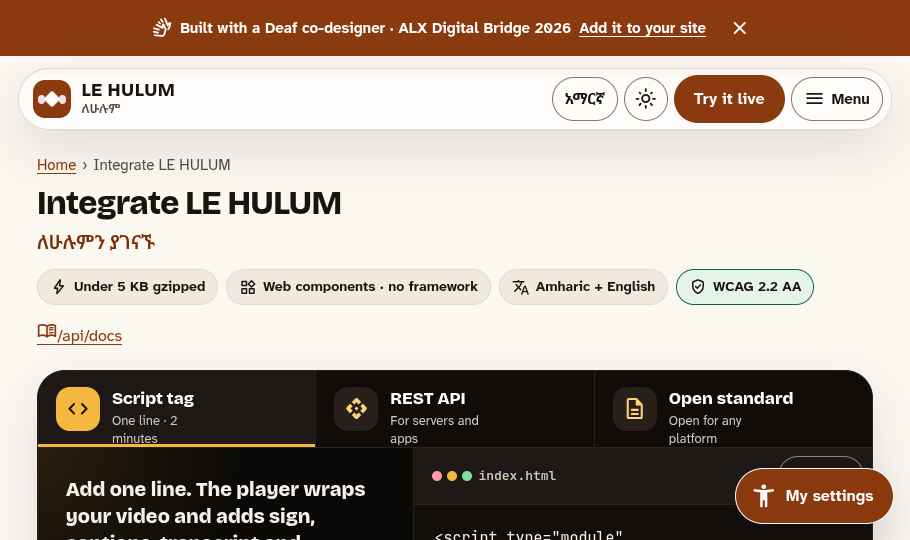 Built with a Deaf co-designer · ALX Digital Bridge 2026 Add it to your site
LE HULUM
ለሁሉም
አማርኛ
Try it live
Menu
Home › Integrate LE HULUM
Integrate LE HULUM
ለሁሉምን ያገናኙ
Under 5 KB gzipped
Web components · no framework
Amharic + English
WCAG 2.2 AA
/api/docs
Script tag
One line · 2
minutes
REST API
For servers and
apps
Open standard
Open for any
platform
Add one line. The player wraps
your video and adds sign,
captions, transcript and
index.html
<script type="module"
My settings